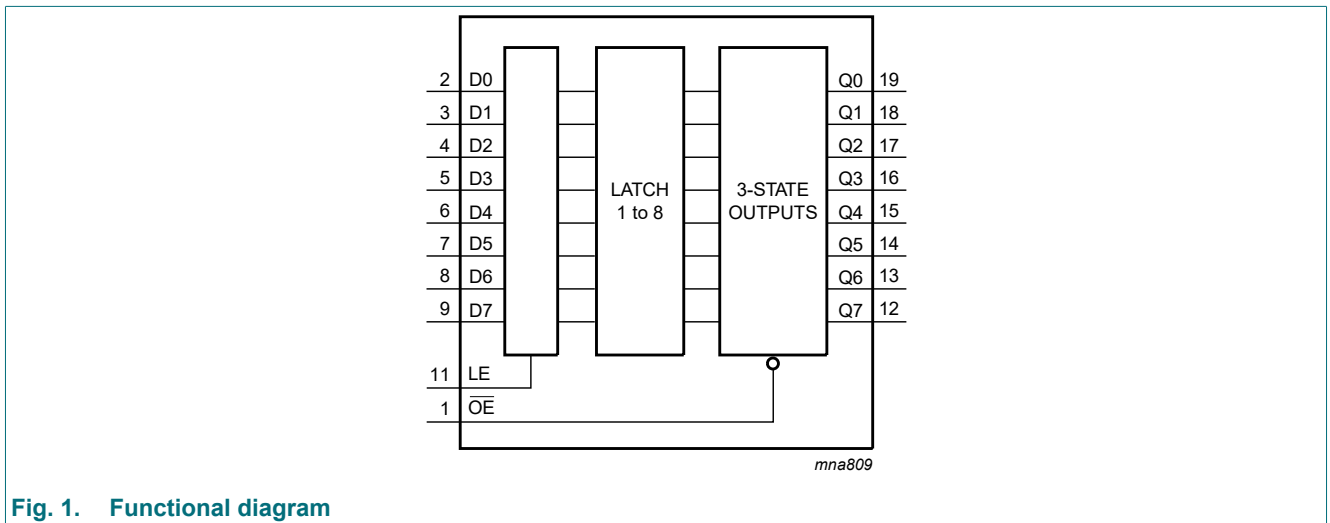 2 D0 Q0 19
3 D1 Q1 18
4 D2 Q2 17
5 D3 LATCH 3-STATE Q3 16
6 D4 1 to 8 OUTPUTS Q4 15
7 D5 Q5 14
8 D6 Q6 13
9 D7 Q7 12
11 LE
1 O̅E̅
mna809
Fig. 1. Functional diagram